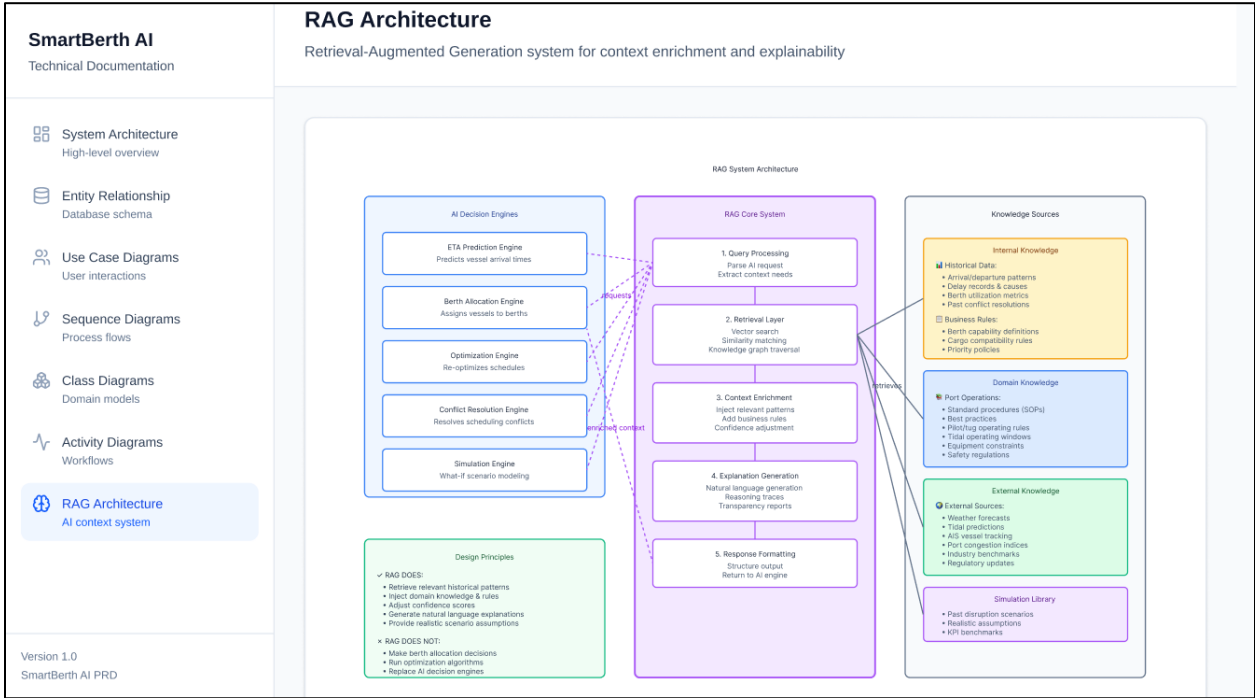 SmartBerth AI
Technical Documentation
System Architecture
High-level overview
Entity Relationship
Database schema
Use Case Diagrams
User interactions
Sequence Diagrams
Process flows
Class Diagrams
Domain models
Activity Diagrams
Workflows
RAG Architecture
AI context system
Version 1.0
SmartBerth AI PRD
RAG Architecture
Retrieval-Augmented Generation system for context enrichment and explainability
RAG System Architecture
AI Decision Engines
ETA Prediction Engine
Predicts vessel arrival times
Berth Allocation Engine
Assigns vessels to berths
Optimization Engine
Re-optimizes schedules
Conflict Resolution Engine
Resolves scheduling conflicts
Simulation Engine
What-if scenario modeling
requests
enriched context
Design Principles
✓ RAG DOES:
• Retrieve relevant historical patterns
• Inject domain knowledge & rules
• Adjust confidence scores
• Generate natural language explanations
• Provide realistic scenario assumptions
× RAG DOES NOT:
• Make berth allocation decisions
• Run optimization algorithms
• Replace AI decision engines
RAG Core System
1. Query Processing
Parse AI request
Extract context needs
2. Retrieval Layer
Vector search
Similarity matching
Knowledge graph traversal
3. Context Enrichment
Inject relevant patterns
Add business rules
Confidence adjustment
4. Explanation Generation
Natural language generation
Reasoning traces
Transparency reports
5. Response Formatting
Structure output
Return to AI engine
retrieves
Knowledge Sources
Internal Knowledge
Historical Data:
• Arrival/departure patterns
• Delay records & causes
• Berth utilization metrics
• Past conflict resolutions
Business Rules:
• Berth capability definitions
• Cargo compatibility rules
• Priority policies
Domain Knowledge
Port Operations:
• Standard procedures (SOPs)
• Best practices
• Pilot/tug operating rules
• Tidal operating windows
• Equipment constraints
• Safety regulations
External Knowledge
External Sources:
• Weather forecasts
• Tidal predictions
• AIS vessel tracking
• Port congestion indices
• Industry benchmarks
• Regulatory updates
Simulation Library
• Past disruption scenarios
• Realistic assumptions
• KPI benchmarks